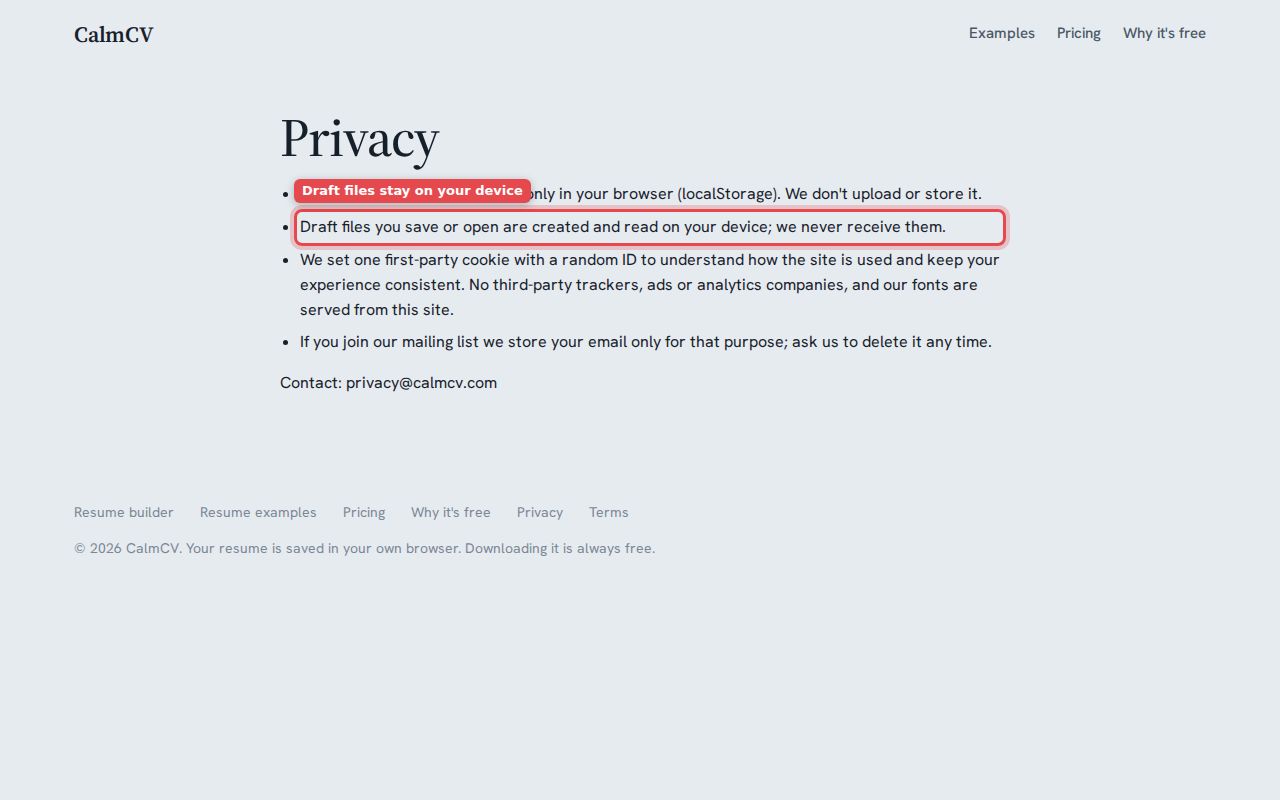 CalmCV
Examples Pricing Why it's free
Privacy
Draft files stay on your device
only in your browser (localStorage). We don't upload or store it.
Draft files you save or open are created and read on your device; we never receive them.
We set one first-party cookie with a random ID to understand how the site is used and keep your
experience consistent. No third-party trackers, ads or analytics companies, and our fonts are
served from this site.
If you join our mailing list we store your email only for that purpose; ask us to delete it any time.
Contact: privacy@calmcv.com
Resume builder Resume examples Pricing Why it's free Privacy Terms
© 2026 CalmCV. Your resume is saved in your own browser. Downloading it is always free.